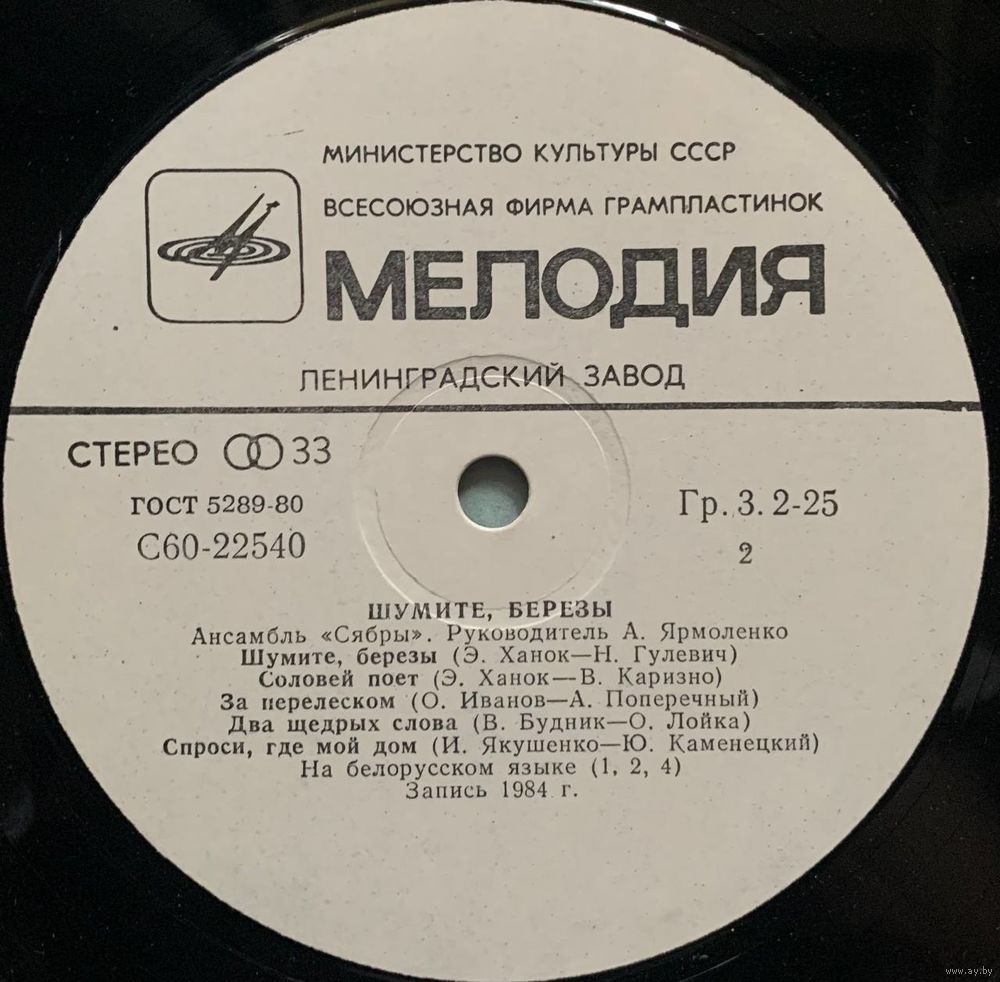 МИНИСТЕРСТВО КУЛЬТУРЫ СССР
ВСЕСОЮЗНАЯ ФИРМА ГРАМПЛАСТИНОК
МЕЛОДИЯ
ЛЕНИНГРАДСКИЙ ЗАВОД
СТЕРЕО 33
ГОСТ 5289-80
С60-22540
Гр. 3. 2-25
2
ШУМИТЕ, БЕРЕЗЫ
Ансамбль «Сябры». Руководитель А. Ярмоленко
Шумите, березы (Э. Ханок—Н. Гулевич)
Соловей поет (Э. Ханок—В. Каризно)
За перелеском (О. Иванов—А. Поперечный)
Два щедрых слова (В. Будник—О. Лойка)
Спроси, где мой дом (И. Якушенко—Ю. Каменецкий)
На белорусском языке (1, 2, 4)
Запись 1984 г.
www.ay.by